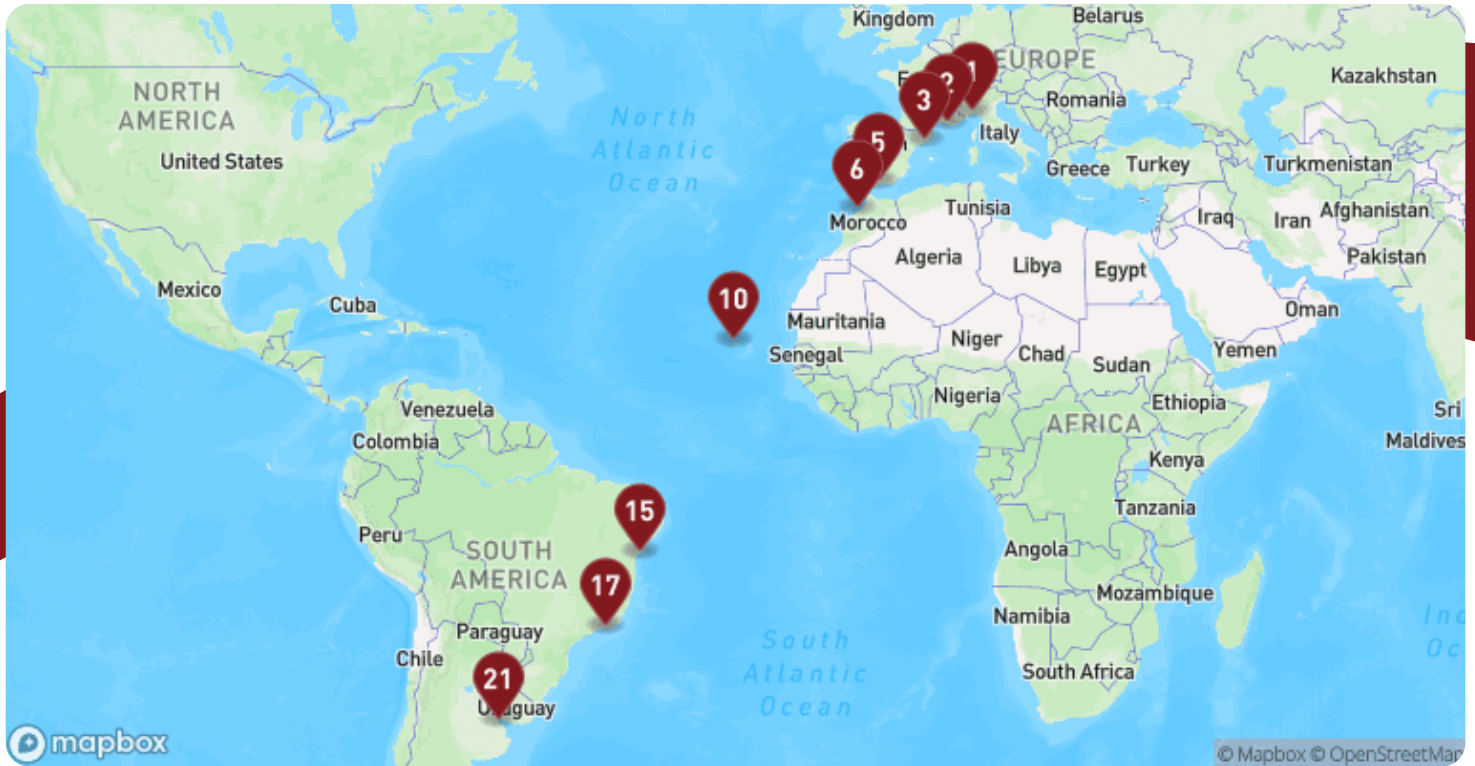 Kingdom
Belarus
EUROPE
1
2
3
5
6
Kazakhstan
Romania
Italy
Greece
Turkey
Turkmenistan
NORTH
AMERICA
United States
North
Atlantic
Ocean
Morocco
Tunisia
Algeria
Libya
Egypt
Iraq
Iran
Afghanistan
Pakistan
Mexico
Cuba
10
Mauritania
Senegal
Niger
Chad
Sudan
Oman
Yemen
Nigeria
Ethiopia
AFRICA
Sri
Maldives
Venezuela
Colombia
Kenya
Tanzania
15
Peru
SOUTH
AMERICA
17
Angola
Mozambique
Namibia
Paraguay
Chile
21
South
Atlantic
Ocean
South Africa
mapbox
© Mapbox © OpenStreetMap